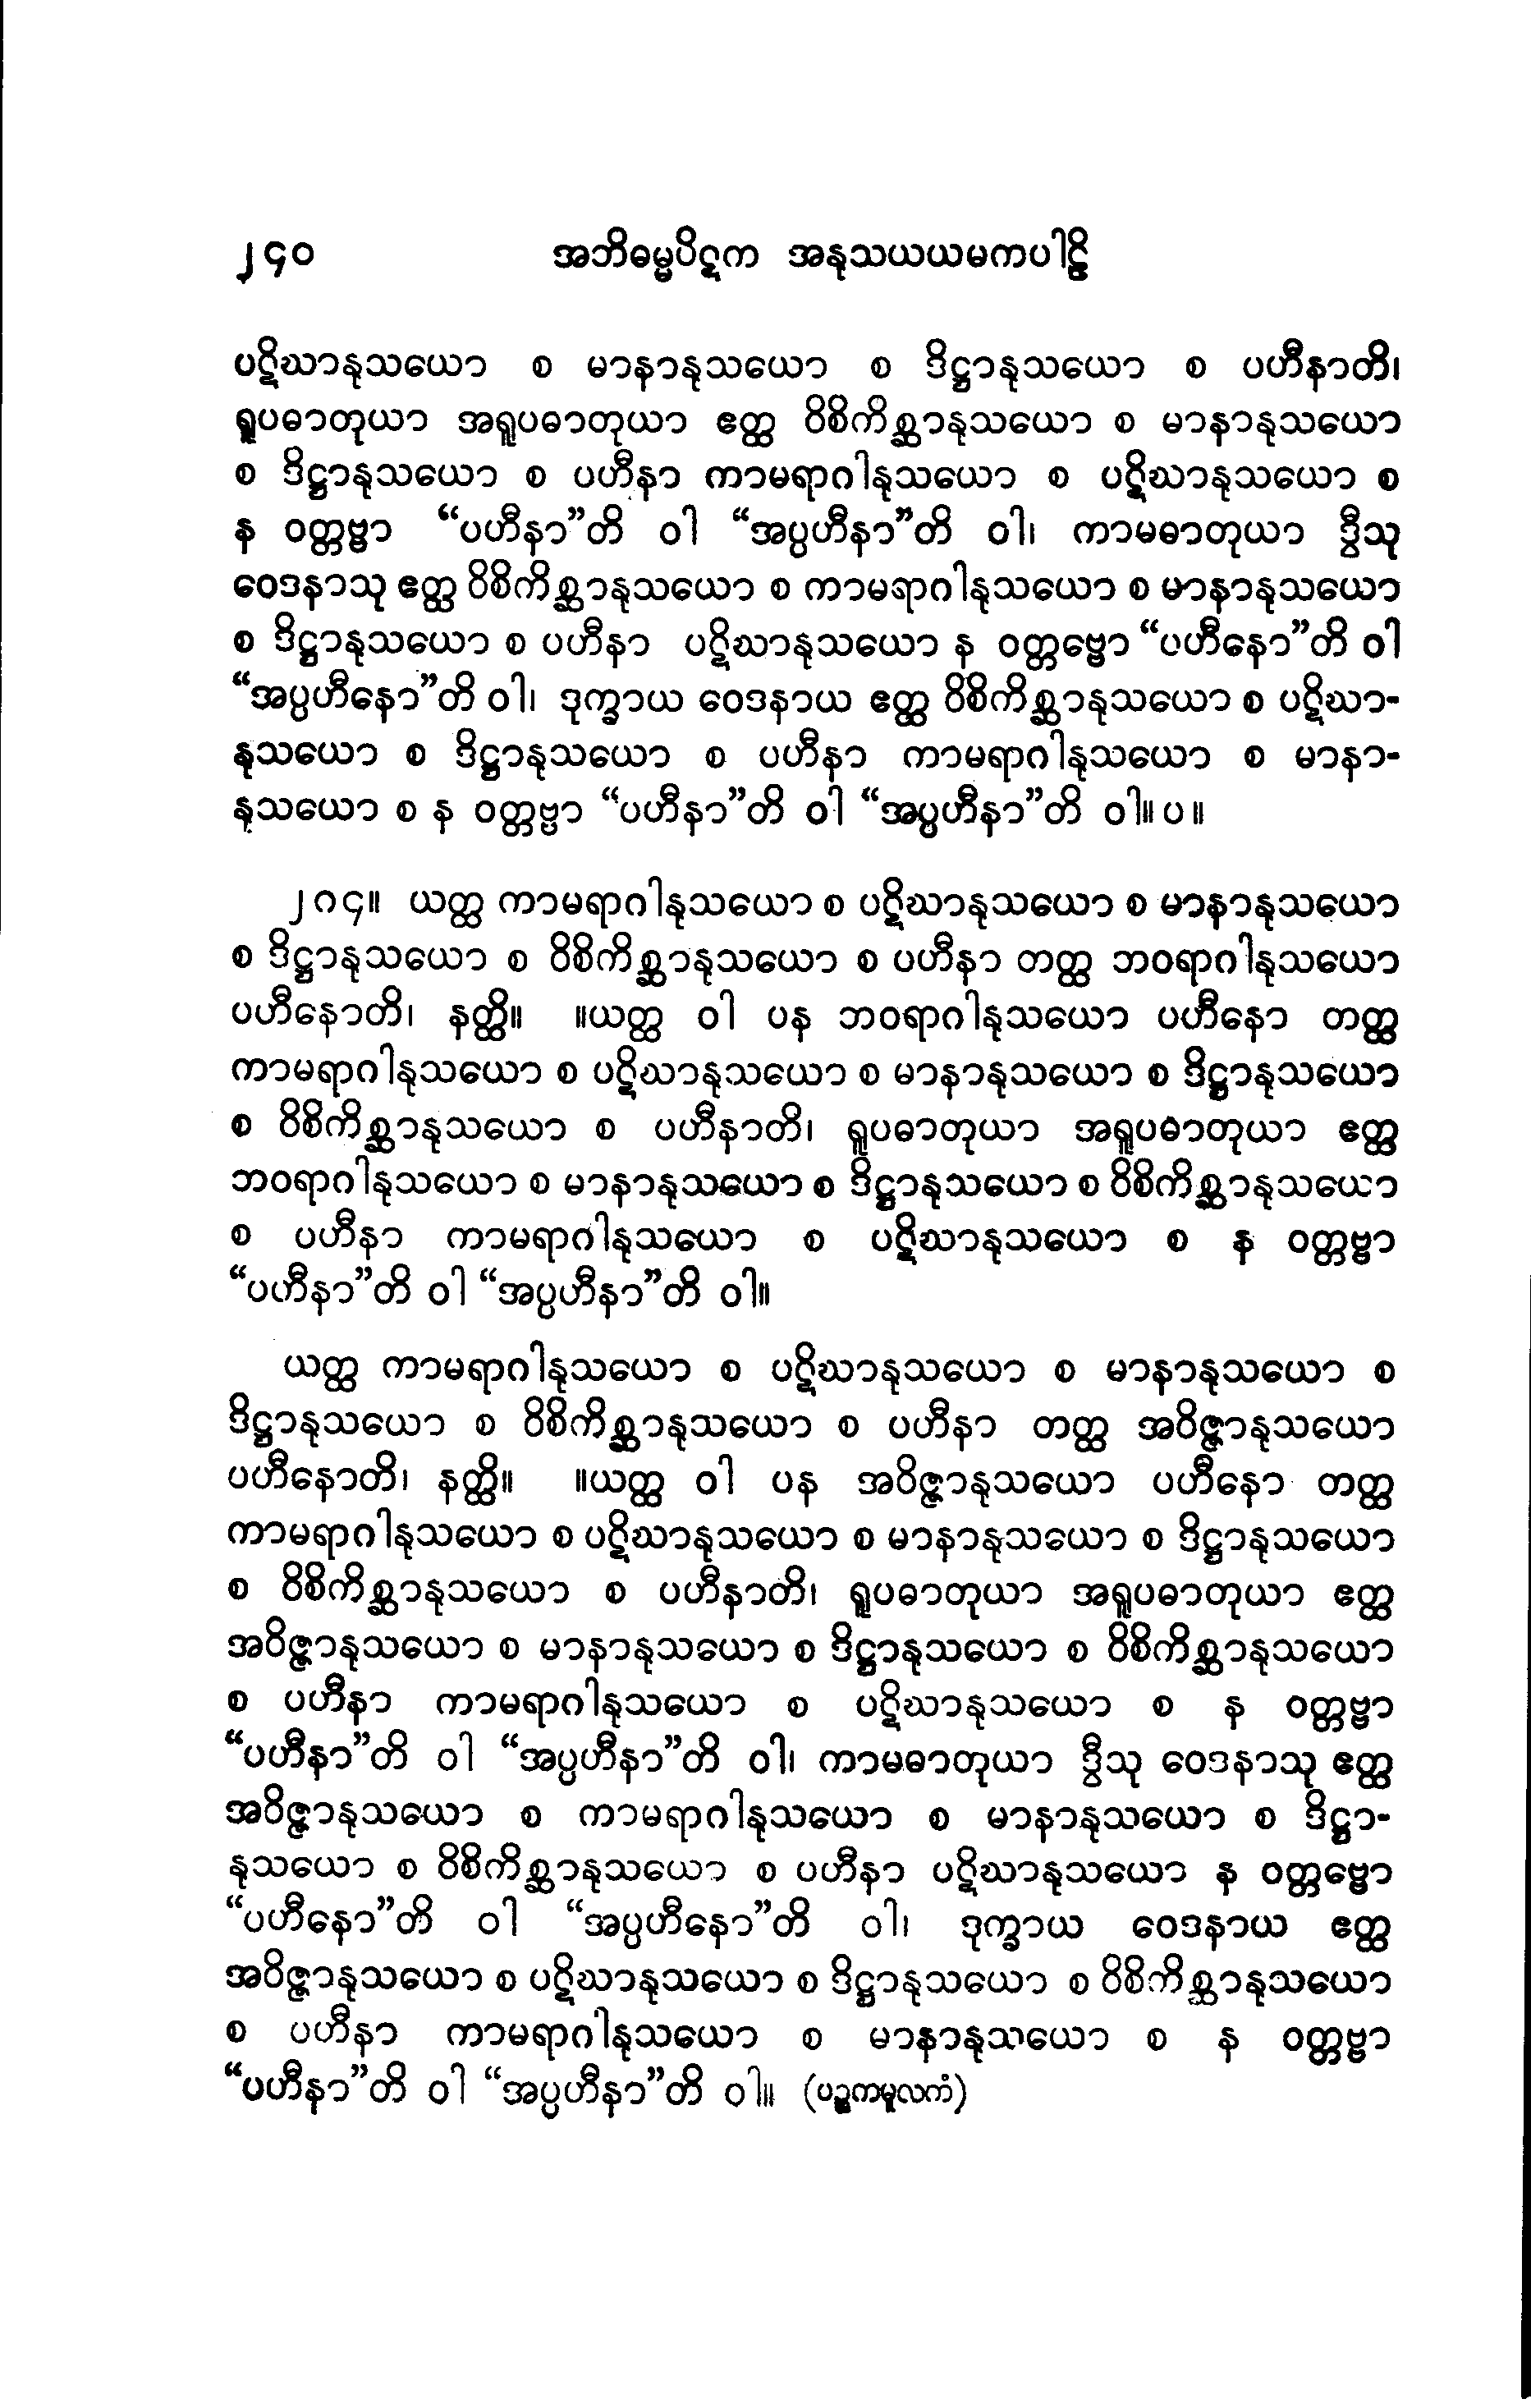 ၂၄၀ အဘိဓမ္မပိဋက အနုသယယမကပါဠိ
ပဋိဃာနုသယော စ မာနာနုသယော စ ဒိဋ္ဌာနုသယော စ ပဟီနာတိ၊
ရူပဓာတုယာ အရူပဓာတုယာ ဧတ္ထ ဝိစိကိစ္ဆာနုသယော စ မာနာနုသယော
စ ဒိဋ္ဌာနုသယော စ ပဟီနာ ကာမရာဂါနုသယော စ ပဋိဃာနုသယော စ
န ဝတ္တဗ္ဗာ “ပဟီနာ”တိ ဝါ “အပ္ပဟီနာ”တိ ဝါ၊ ကာမဓာတုယာ ဒွီသု
ဝေဒနာသု ဧတ္ထ ဝိစိကိစ္ဆာနုသယော စ ကာမရာဂါနုသယော စ မာနာနုသယော
စ ဒိဋ္ဌာနုသယော စ ပဟီနာ ပဋိဃာနုသယော န ဝတ္တဗ္ဗော “ပဟီနော”တိ ဝါ
“အပ္ပဟီနော”တိ ဝါ၊ ဒုက္ခာယ ဝေဒနာယ ဧတ္ထ ဝိစိကိစ္ဆာနုသယော စ ပဋိဃာ-
နုသယော စ ဒိဋ္ဌာနုသယော စ ပဟီနာ ကာမရာဂါနုသယော စ မာနာ-
နုသယော စ န ဝတ္တဗ္ဗာ “ပဟီနာ”တိ ဝါ “အပ္ပဟီနာ”တိ ဝါ။ ပ ။
၂၈၄။ ယတ္ထ ကာမရာဂါနုသယော စ ပဋိဃာနုသယော စ မာနာနုသယော
စ ဒိဋ္ဌာနုသယော စ ဝိစိကိစ္ဆာနုသယော စ ပဟီနာ တတ္ထ ဘဝရာဂါနုသယော
ပဟီနောတိ၊ နတ္ထိ။ ။ယတ္ထ ဝါ ပန ဘဝရာဂါနုသယော ပဟီနော တတ္ထ
ကာမရာဂါနုသယော စ ပဋိဃာနုသယော စ မာနာနုသယော စ ဒိဋ္ဌာနုသယော
စ ဝိစိကိစ္ဆာနုသယော စ ပဟီနာတိ၊ ရူပဓာတုယာ အရူပဓာတုယာ ဧတ္ထ
ဘဝရာဂါနုသယော စ မာနာနုသယော စ ဒိဋ္ဌာနုသယော စ ဝိစိကိစ္ဆာနုသယော
စ ပဟီနာ ကာမရာဂါနုသယော စ ပဋိဃာနုသယော စ န ဝတ္တဗ္ဗာ
“ပဟီနာ”တိ ဝါ “အပ္ပဟီနာ”တိ ဝါ။
ယတ္ထ ကာမရာဂါနုသယော စ ပဋိဃာနုသယော စ မာနာနုသယော စ
ဒိဋ္ဌာနုသယော စ ဝိစိကိစ္ဆာနုသယော စ ပဟီနာ တတ္ထ အဝိဇ္ဇာနုသယော
ပဟီနောတိ၊ နတ္ထိ။ ။ယတ္ထ ဝါ ပန အဝိဇ္ဇာနုသယော ပဟီနော တတ္ထ
ကာမရာဂါနုသယော စ ပဋိဃာနုသယော စ မာနာနုသယော စ ဒိဋ္ဌာနုသယော
စ ဝိစိကိစ္ဆာနုသယော စ ပဟီနာတိ၊ ရူပဓာတုယာ အရူပဓာတုယာ ဧတ္ထ
အဝိဇ္ဇာနုသယော စ မာနာနုသယော စ ဒိဋ္ဌာနုသယော စ ဝိစိကိစ္ဆာနုသယော
စ ပဟီနာ ကာမရာဂါနုသယော စ ပဋိဃာနုသယော စ န ဝတ္တဗ္ဗာ
“ပဟီနာ”တိ ဝါ “အပ္ပဟီနာ”တိ ဝါ၊ ကာမဓာတုယာ ဒွီသု ဝေဒနာသု ဧတ္ထ
အဝိဇ္ဇာနုသယော စ ကာမရာဂါနုသယော စ မာနာနုသယော စ ဒိဋ္ဌာ-
နုသယော စ ဝိစိကိစ္ဆာနုသယော စ ပဟီနာ ပဋိဃာနုသယော န ဝတ္တဗ္ဗော
“ပဟီနော”တိ ဝါ “အပ္ပဟီနော”တိ ဝါ၊ ဒုက္ခာယ ဝေဒနာယ ဧတ္ထ
အဝိဇ္ဇာနုသယော စ ပဋိဃာနုသယော စ ဒိဋ္ဌာနုသယော စ ဝိစိကိစ္ဆာနုသယော
စ ပဟီနာ ကာမရာဂါနုသယော စ မာနာနုသယော စ န ဝတ္တဗ္ဗာ
“ပဟီနာ”တိ ဝါ “အပ္ပဟီနာ”တိ ဝါ။ (ပဉ္စကမူလကံ)